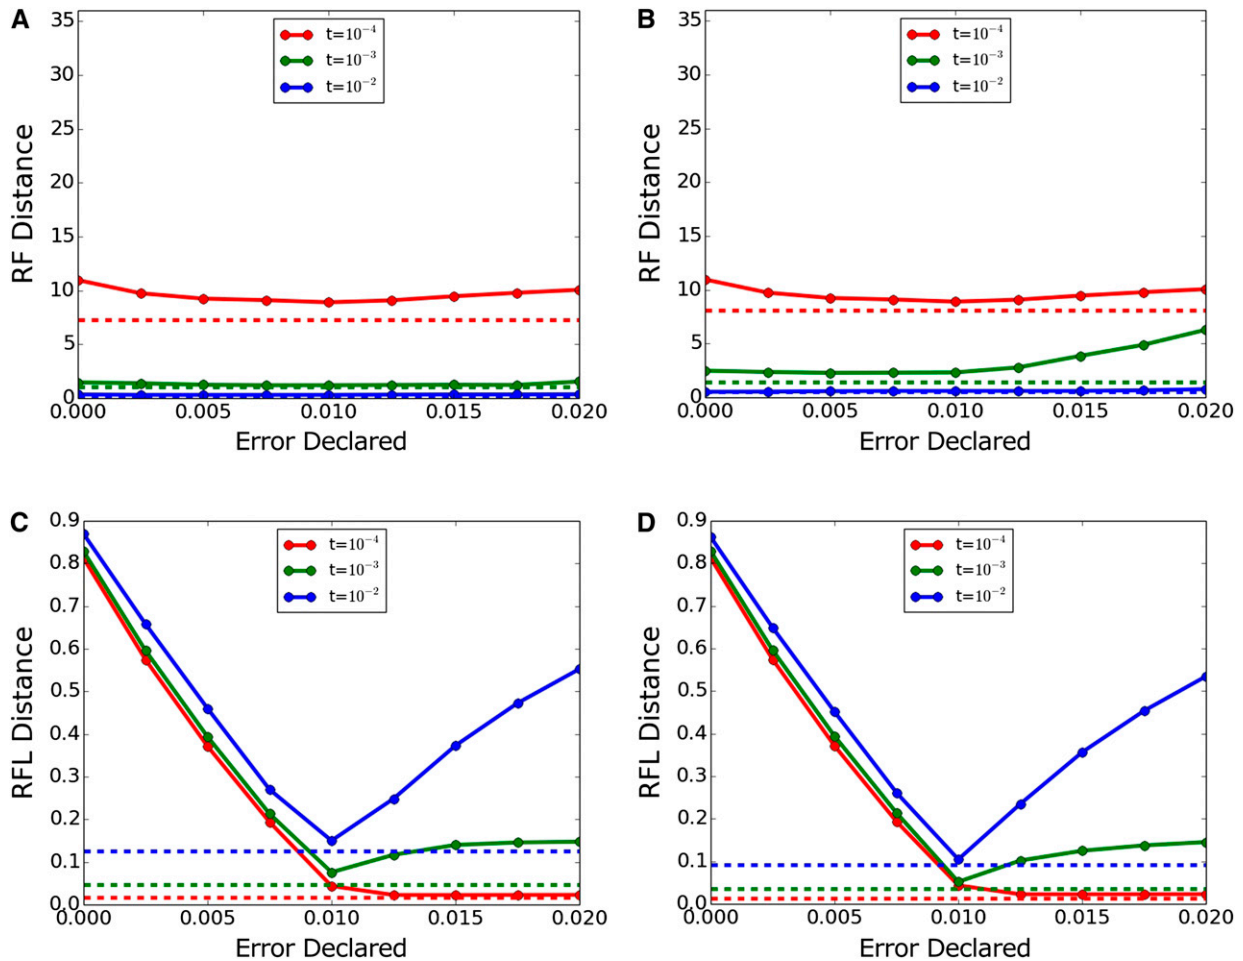 A
35
30
25
20
15
10
5
0
RF Distance
t=10⁻⁴
t=10⁻³
t=10⁻²
0.000 0.005 0.010 0.015 0.020
Error Declared
B
35
30
25
20
15
10
5
0
RF Distance
t=10⁻⁴
t=10⁻³
t=10⁻²
0.000 0.005 0.010 0.015 0.020
Error Declared
C
0.9
0.8
0.7
0.6
0.5
0.4
0.3
0.2
0.1
0.0
RFL Distance
t=10⁻⁴
t=10⁻³
t=10⁻²
0.000 0.005 0.010 0.015 0.020
Error Declared
D
0.9
0.8
0.7
0.6
0.5
0.4
0.3
0.2
0.1
0.0
RFL Distance
t=10⁻⁴
t=10⁻³
t=10⁻²
0.000 0.005 0.010 0.015 0.020
Error Declared